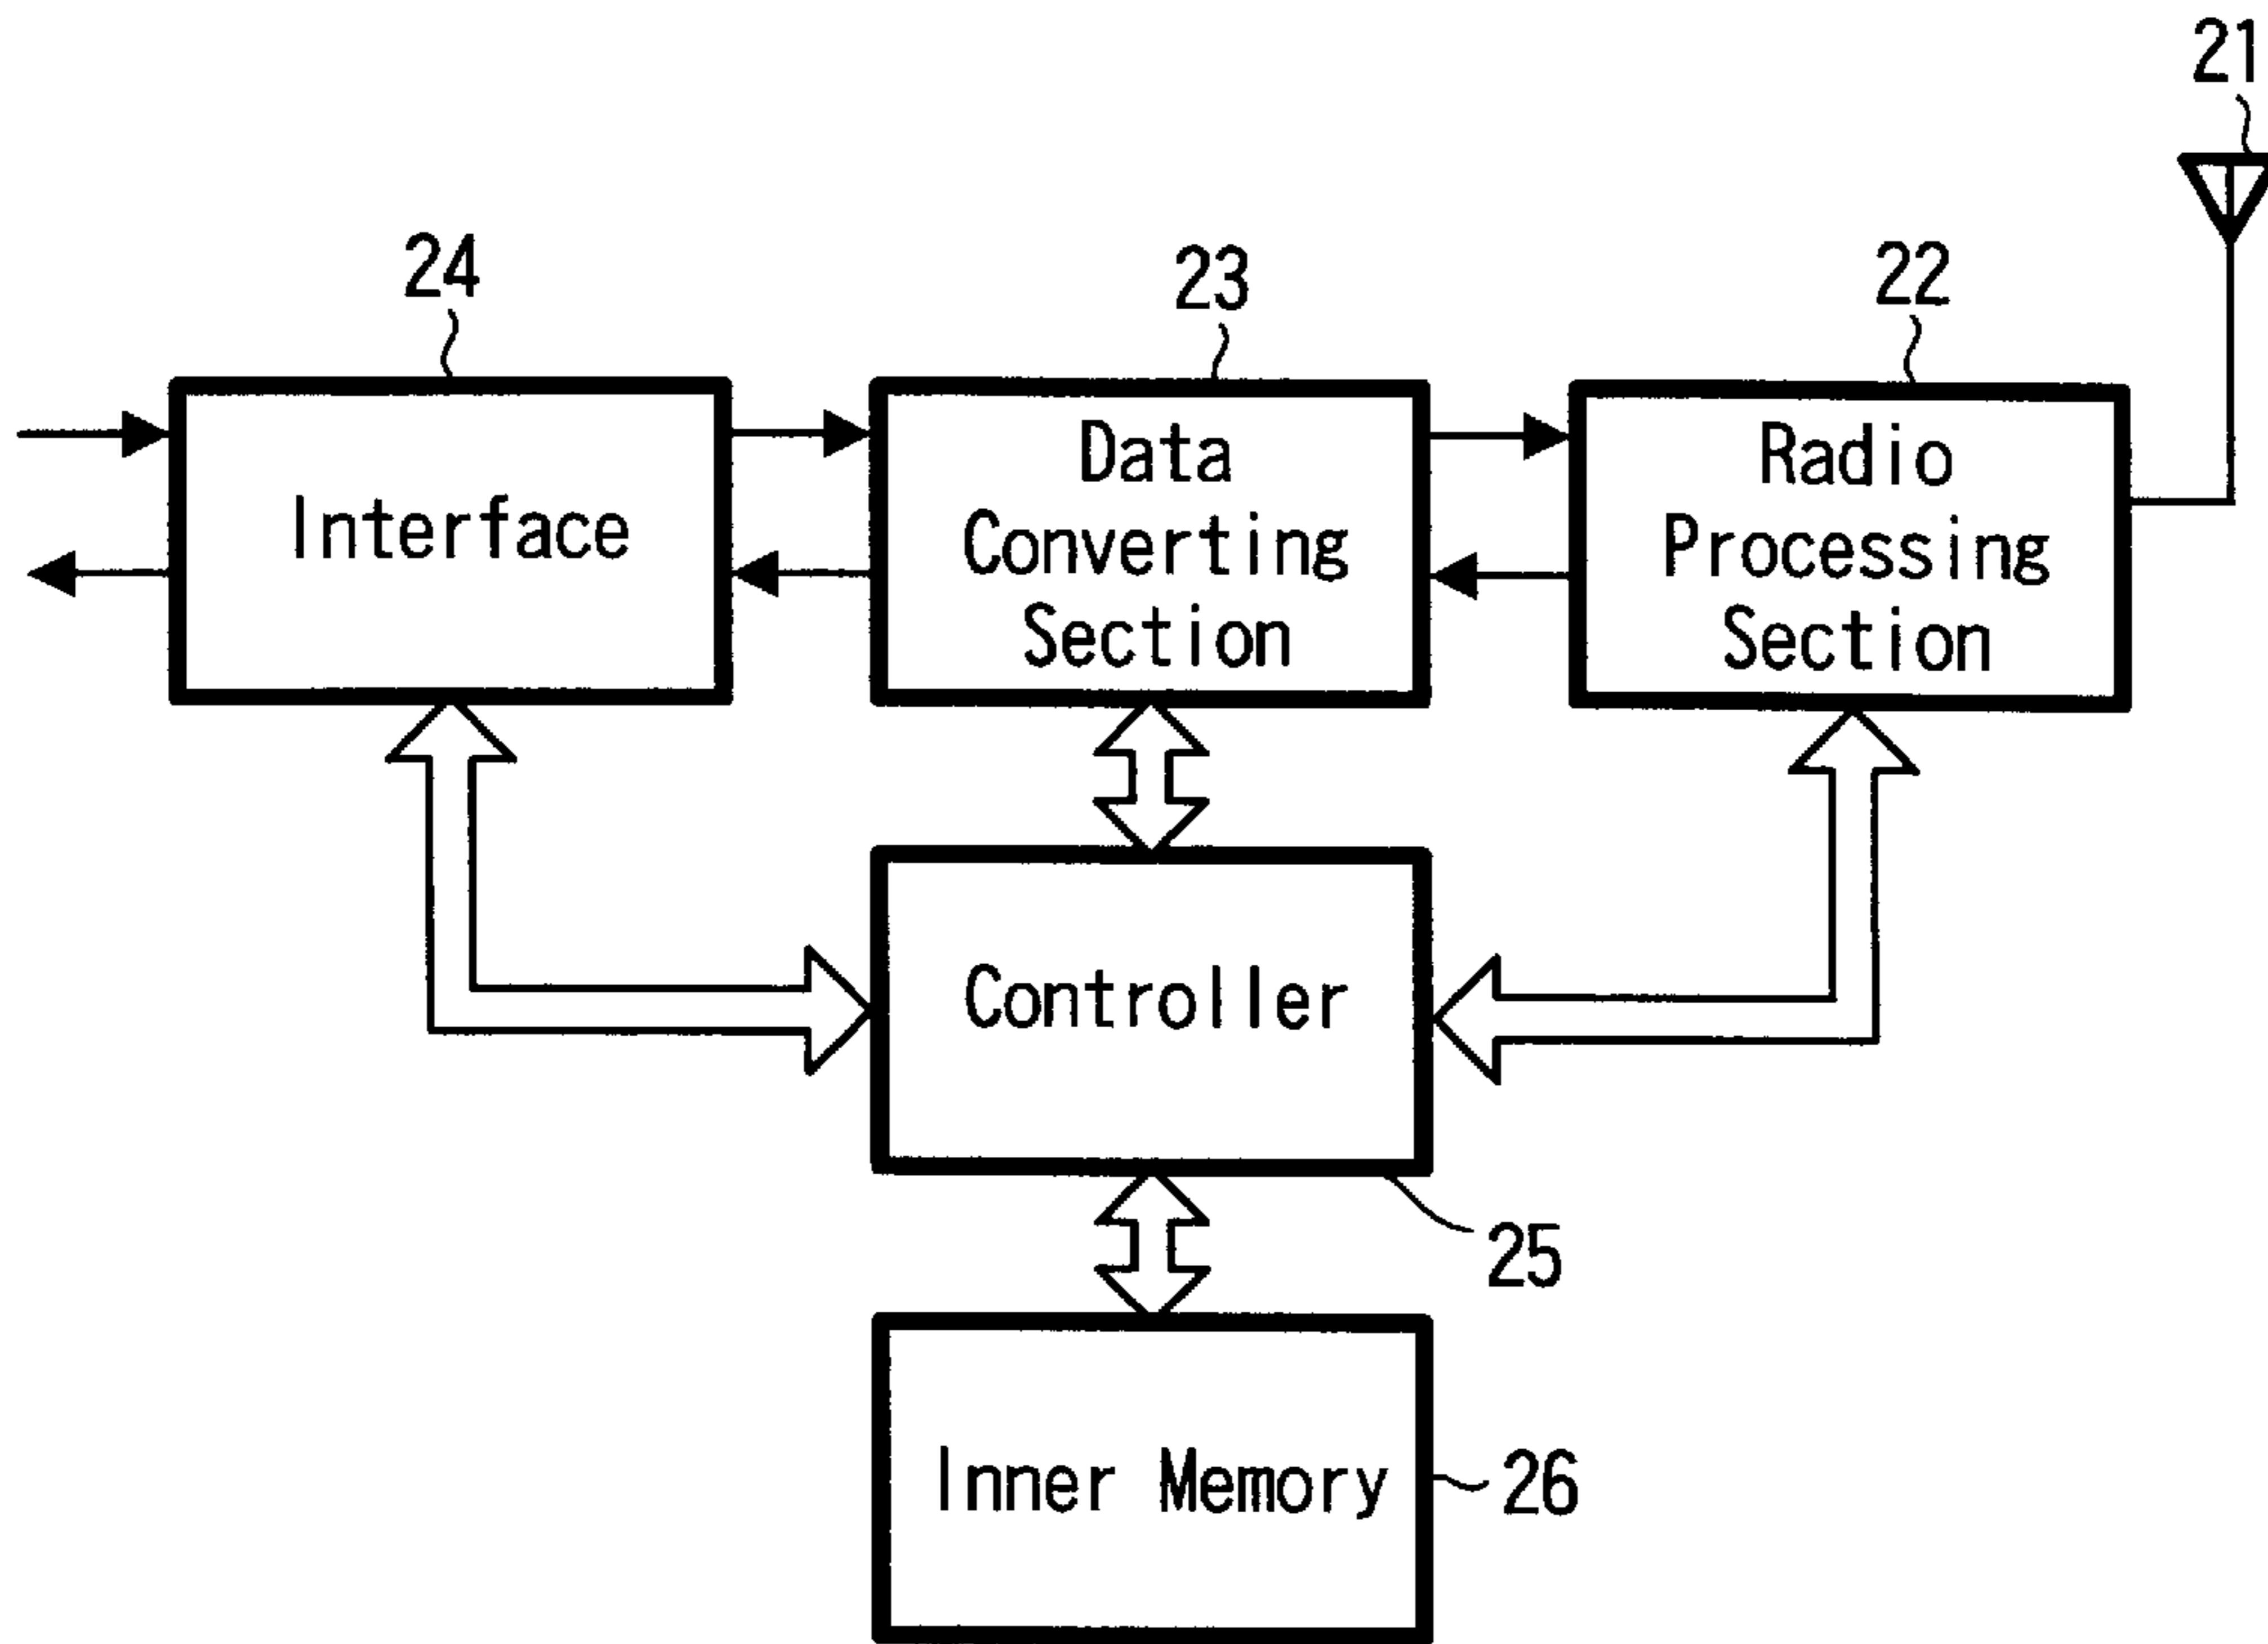 21
24
23
22
Interface
Data
Converting
Section
Radio
Processing
Section
Controller
25
Inner Memory
26